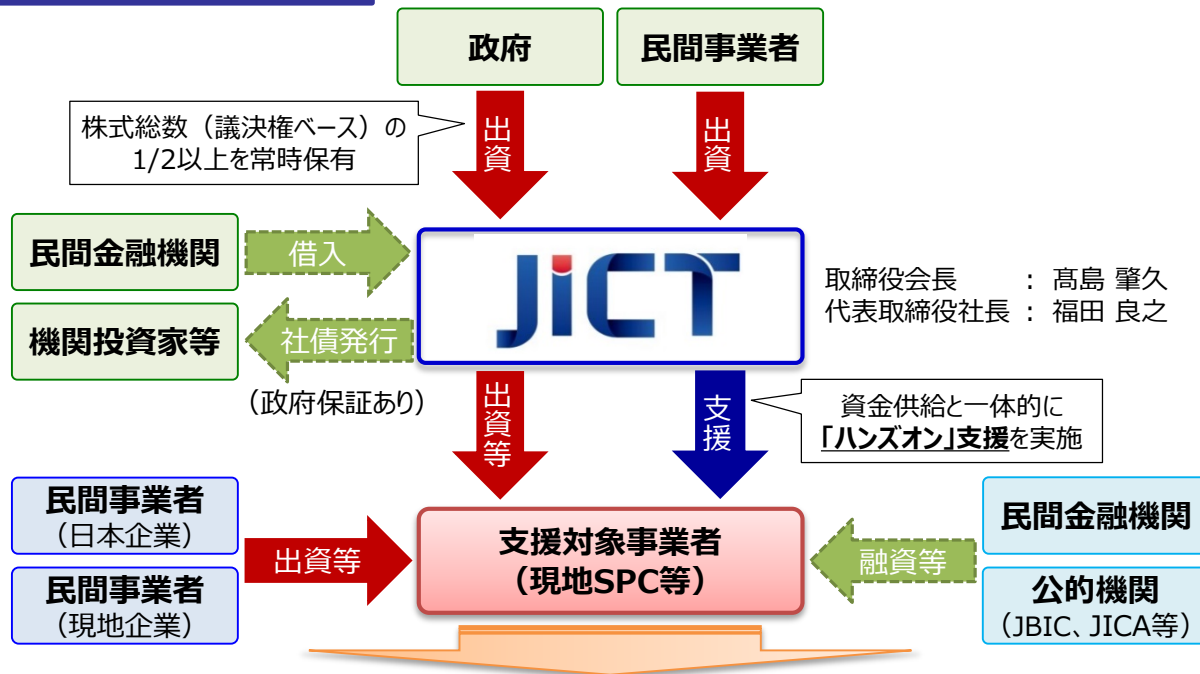 政府
民間事業者
株式総数（議決権ベース）の
1/2以上を常時保有
出資
出資
民間金融機関
借入
JICT
取締役会長　　　：髙島 肇久
代表取締役社長：福田 良之
機関投資家等
社債発行
（政府保証あり）
出資等
支援
資金供給と一体的に
「ハンズオン」支援を実施
民間事業者
（日本企業）
民間事業者
（現地企業）
出資等
支援対象事業者
（現地SPC等）
融資等
民間金融機関
公的機関
（JBIC、JICA等）